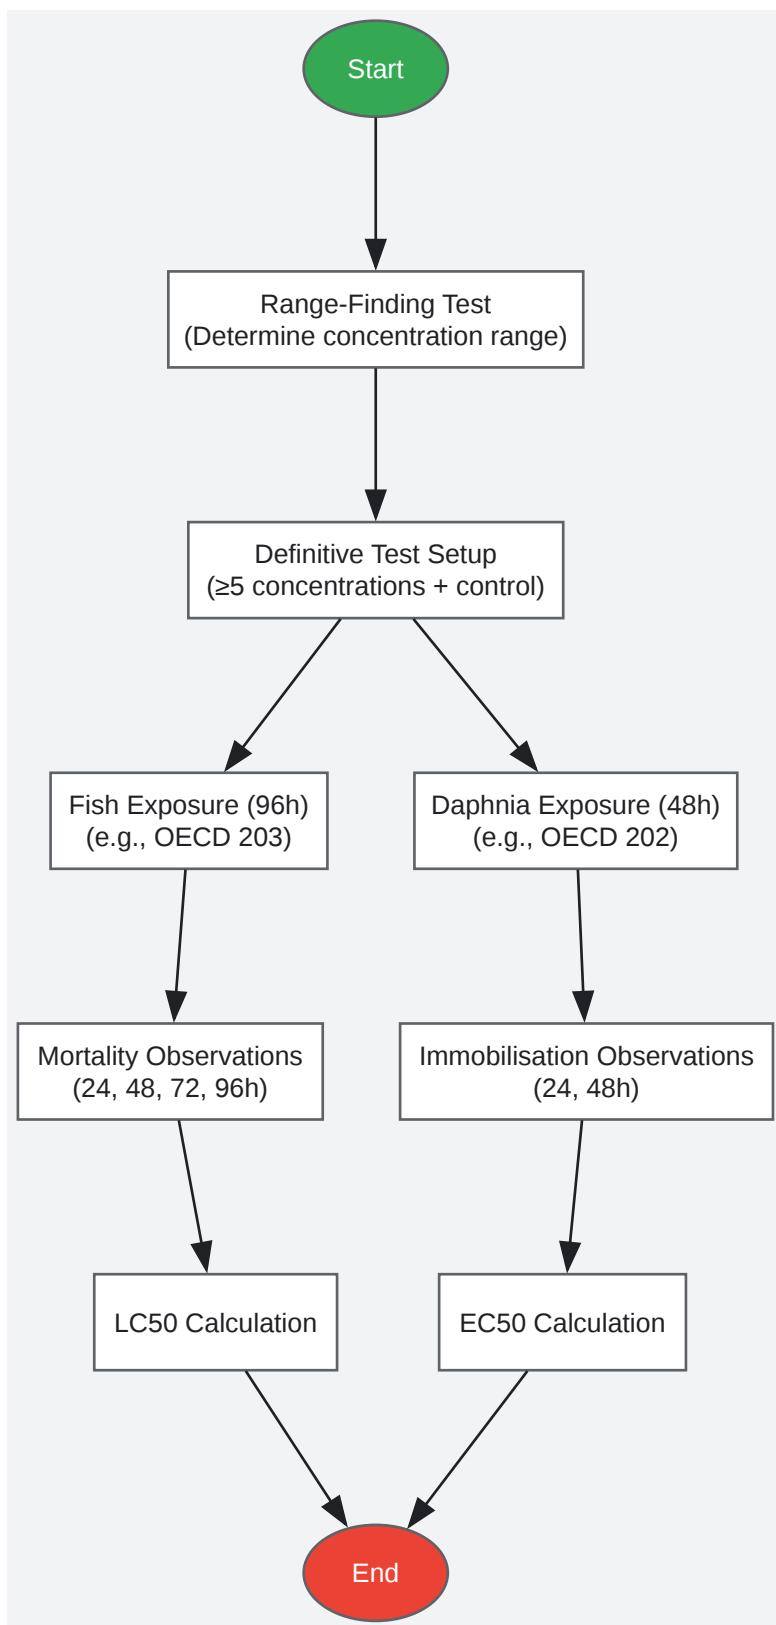 Start
Range-Finding Test
(Determine concentration range)
Definitive Test Setup
(≥5 concentrations + control)
Fish Exposure (96h)
(e.g., OECD 203)
Daphnia Exposure (48h)
(e.g., OECD 202)
Mortality Observations
(24, 48, 72, 96h)
Immobilisation Observations
(24, 48h)
LC50 Calculation
EC50 Calculation
End